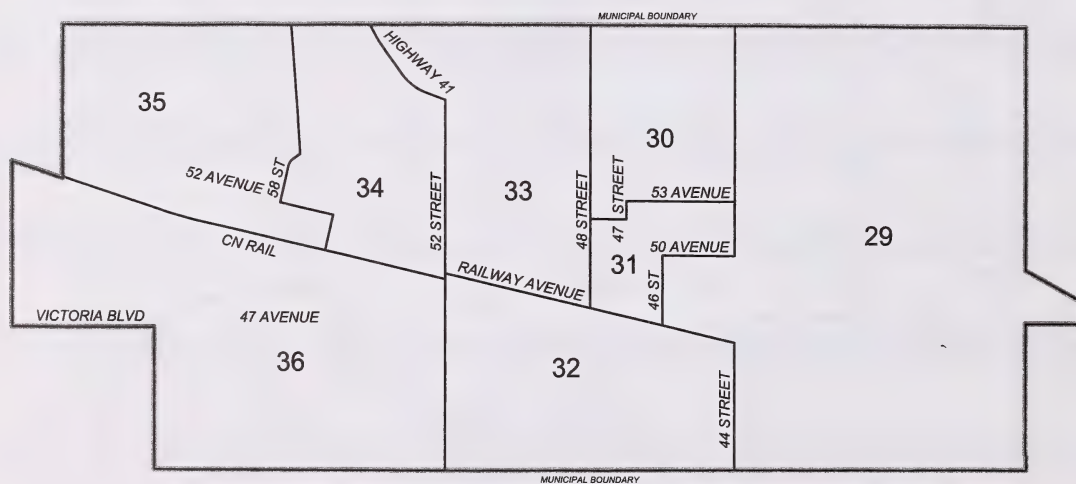 MUNICIPAL BOUNDARY
HIGHWAY 41
35
30
52 AVENUE
58 ST
34
52 STREET
33
48 STREET
47 STREET
53 AVENUE
29
50 AVENUE
31
46 ST
CN RAIL
RAILWAY AVENUE
VICTORIA BLVD
47 AVENUE
36
32
44 STREET
MUNICIPAL BOUNDARY